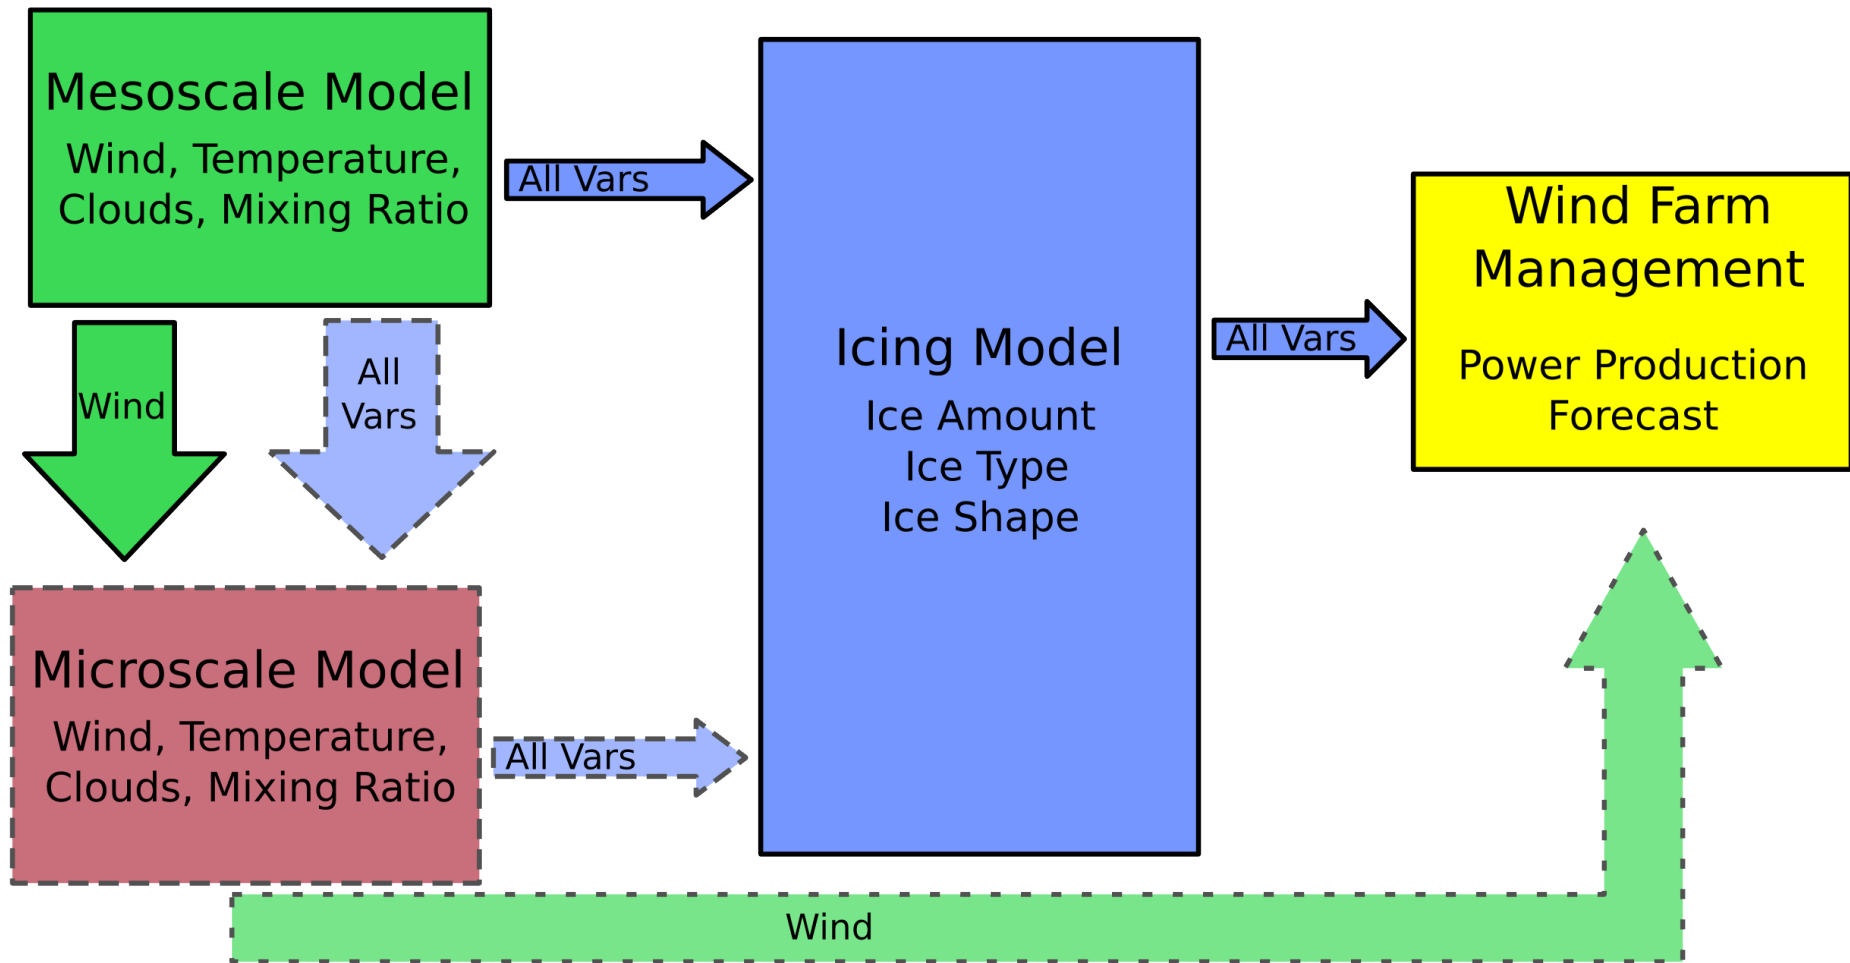 Mesoscale Model
Wind, Temperature,
Clouds, Mixing Ratio
All Vars
Wind
All
Vars
Microscale Model
Wind, Temperature,
Clouds, Mixing Ratio
All Vars
Icing Model
Ice Amount
Ice Type
Ice Shape
All Vars
Wind Farm
Management
Power Production
Forecast
Wind